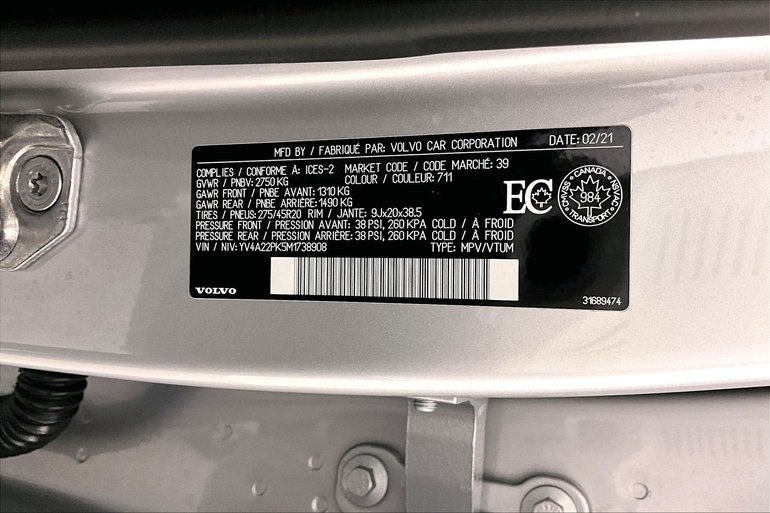 MFD BY / FABRIQUÉ PAR: VOLVO CAR CORPORATION DATE: 02/21
COMPLIES / CONFORME À: ICES-2 MARKET CODE / CODE MARCHÉ: 39
GVWR / PNBV: 2750 KG COLOUR / COULEUR: 711
GAWR FRONT / PNBE AVANT: 1310 KG
GAWR REAR / PNBE ARRIÈRE: 1490 KG
TIRES / PNEUS: 275/45R20 RIM / JANTE: 9Jx20x38.5
PRESSURE FRONT / PRESSION AVANT: 38 PSI, 260 KPA COLD / À FROID
PRESSURE REAR / PRESSION ARRIÈRE: 38 PSI, 260 KPA COLD / À FROID
VIN / NIV: YV4A22PK5M1738908 TYPE: MPV/VTUM
EC
CANADA
984
TRANSPORT
CMVSS
NSVAC
VOLVO
31689474